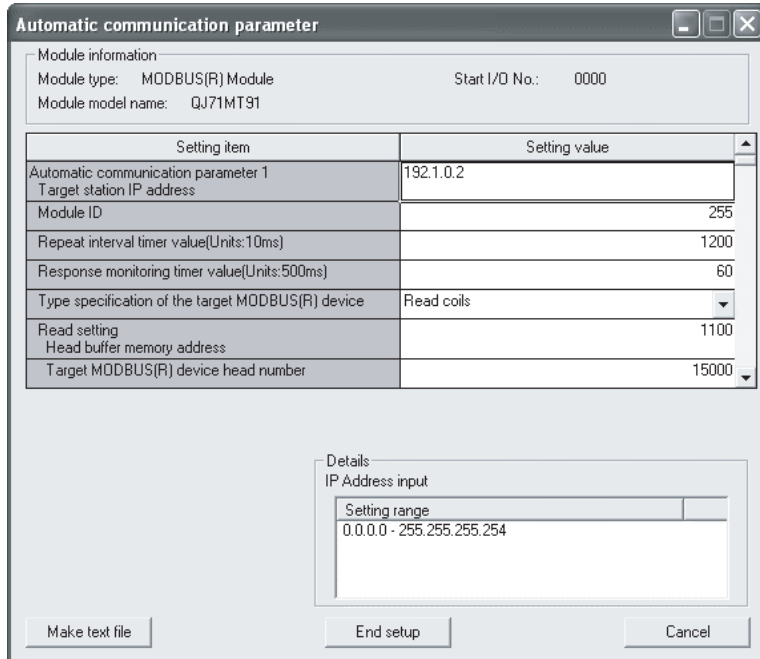 Automatic communication parameter
Module information
Module type: MODBUS(R) Module Start I/O No.: 0000
Module model name: QJ71MT91
Setting item Setting value
Automatic communication parameter 1
Target station IP address 192.1.0.2
Module ID 255
Repeat interval timer value(Units:10ms) 1200
Response monitoring timer value(Units:500ms) 60
Type specification of the target MODBUS(R) device Read coils
Read setting
Head buffer memory address 1100
Target MODBUS(R) device head number 15000
Details
IP Address input
Setting range
0.0.0.0 - 255.255.255.254
Make text file End setup Cancel